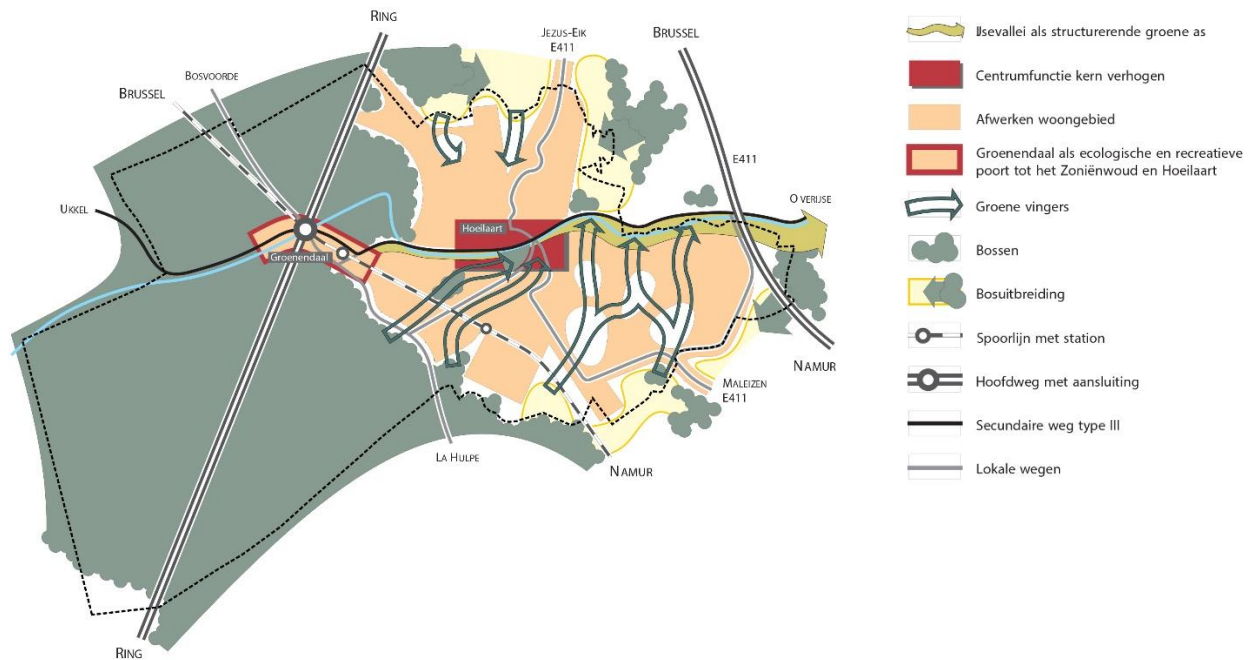 RING
JEZUS-EIK
E411
BRUSSEL
BOSVOORDE
BRUSSEL
E411
UKKEL
OVERIJSE
Hoeilaart
Groenendaal
NAMUR
MALEIZEN
E411
LA HULPE
NAMUR
RING
IJsevallei als structurerende groene as
Centrumfunctie kern verhogen
Afwerken woongebied
Groenendaal als ecologische en recreatieve
poort tot het Zoniënwoud en Hoeilaart
Groene vingers
Bossen
Bosuitbreiding
Spoorlijn met station
Hoofdweg met aansluiting
Secundaire weg type III
Lokale wegen